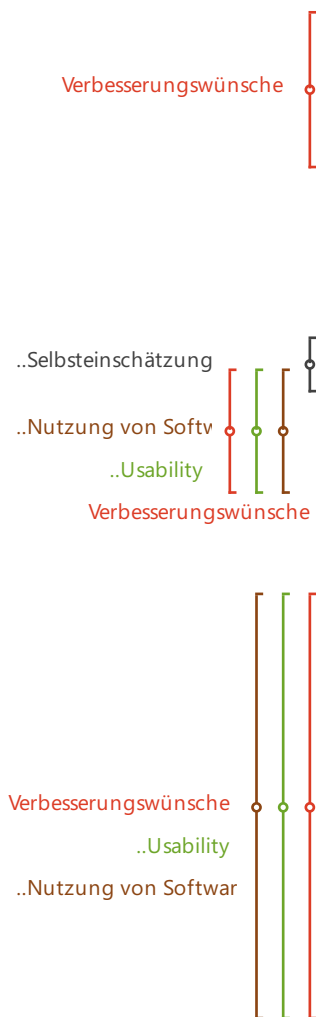 Verbesserungswünsche
..Selbsteinschätzung
..Nutzung von Softw
..Usability
Verbesserungswünsche
Verbesserungswünsche
..Usability
..Nutzung von Softwar